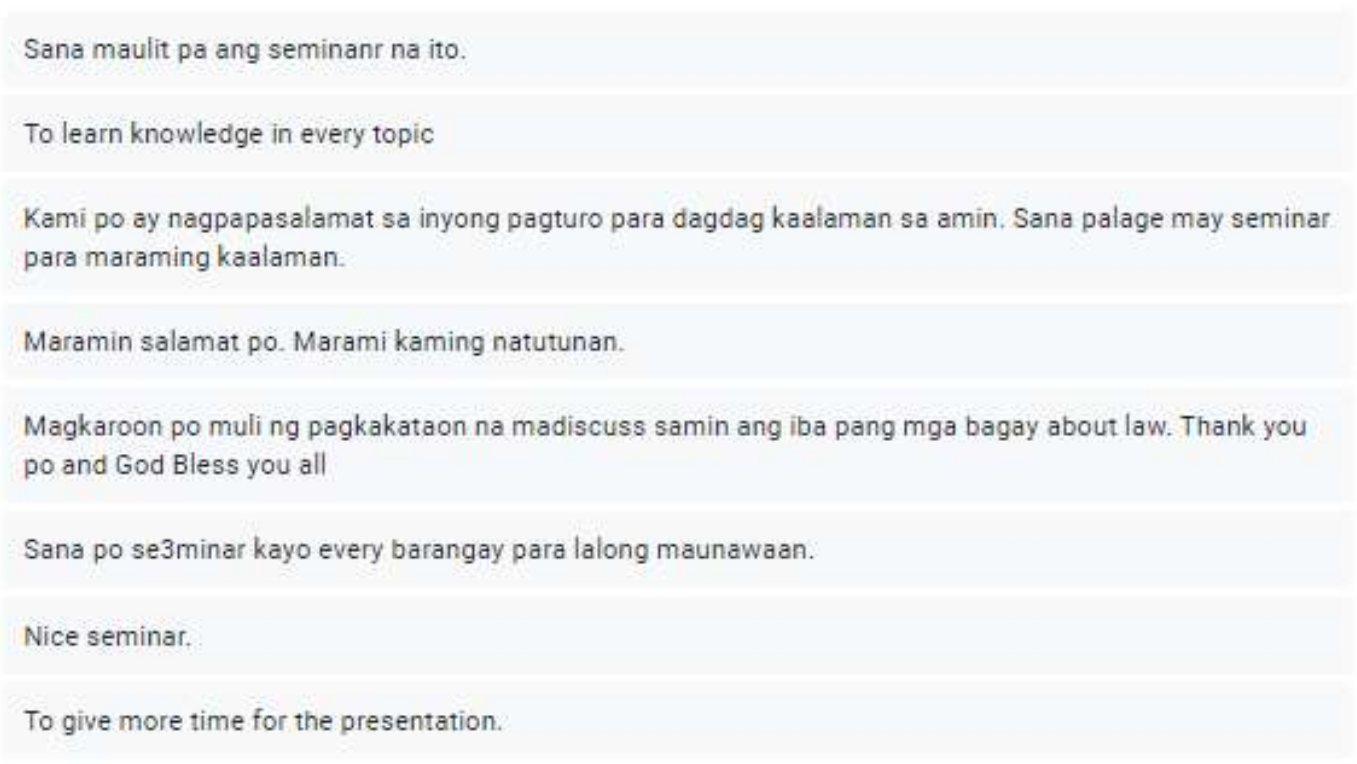 Sana maulit pa ang seminanr na ito.
To learn knowledge in every topic
Kami po ay nagpapasalamat sa inyong pagturo para dagdag kaalaman sa amin. Sana palage may seminar
para maraming kaalaman.
Maramin salamat po. Marami kaming natutunan.
Magkaroon po muli ng pagkakataon na madiscuss samin ang iba pang mga bagay about law. Thank you
po and God Bless you all
Sana po se3minar kayo every barangay para lalong maunawaan.
Nice seminar.
To give more time for the presentation.